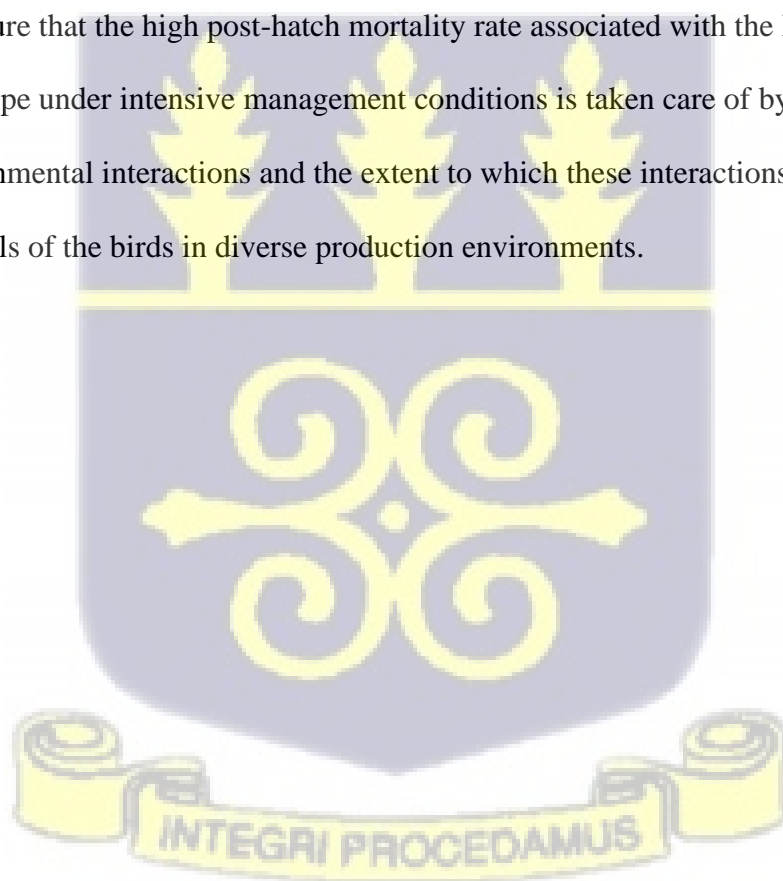 ure that the high post-hatch mortality rate associated with the
pe under intensive management conditions is taken care of by
nmental interactions and the extent to which these interactions
ls of the birds in diverse production environments.
INTEGRI PROCEDAMUS